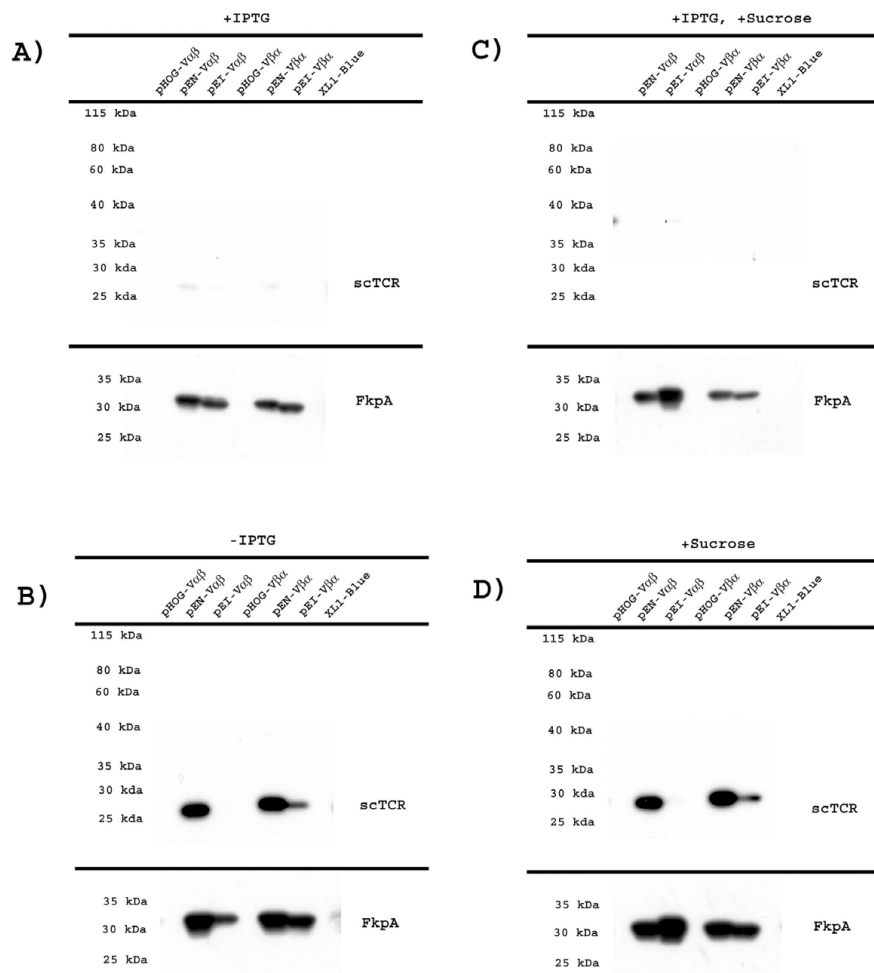 +IPTG
A)
pHOG-Vαβ
pEN-Vαβ
pEI-Vαβ
pHOG-Vβα
pEN-Vβα
pEI-Vβα
XL1-Blue
115 kDa
80 kDa
60 kDa
40 kDa
35 kDa
30 kda
25 kda
scTCR
35 kDa
30 kDa
25 kDa
FkpA
+IPTG, +Sucrose
C)
pEN-Vαβ
pEI-Vαβ
pHOG-Vβα
pEN-Vβα
pEI-Vβα
XL1-Blue
115 kDa
80 kDa
60 kDa
40 kDa
35 kDa
30 kDa
25 kDa
scTCR
35 kDa
30 kDa
25 kDa
FkpA
-IPTG
B)
pHOG-Vαβ
pEN-Vαβ
pEI-Vαβ
pHOG-Vβα
pEN-Vβα
pEI-Vβα
XL1-Blue
115 kDa
80 kDa
60 kDa
40 kDa
35 kDa
30 kDa
25 kda
scTCR
35 kDa
30 kDa
25 kDa
FkpA
+Sucrose
D)
pHOG-Vαβ
pEN-Vαβ
pEI-Vαβ
pHOG-Vβα
pEN-Vβα
pEI-Vβα
XL1-Blue
115 kDa
80 kDa
60 kDa
40 kDa
35 kDa
30 kDa
25 kDa
scTCR
35 kDa
30 kDa
25 kDa
FkpA